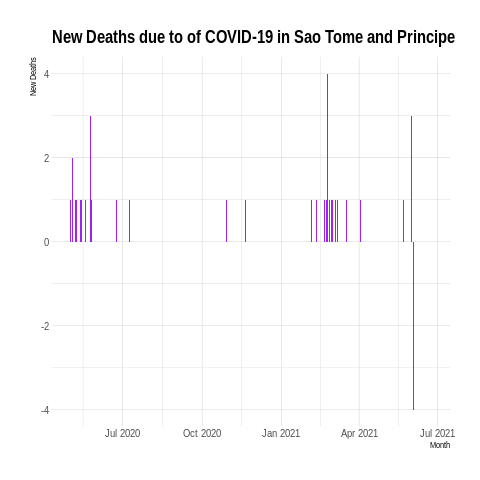 New Deaths due to of COVID-19 in Sao Tome and Principe
New Deaths
4
2
0
-2
-4
Jul 2020 Oct 2020 Jan 2021 Apr 2021 Jul 2021
Month